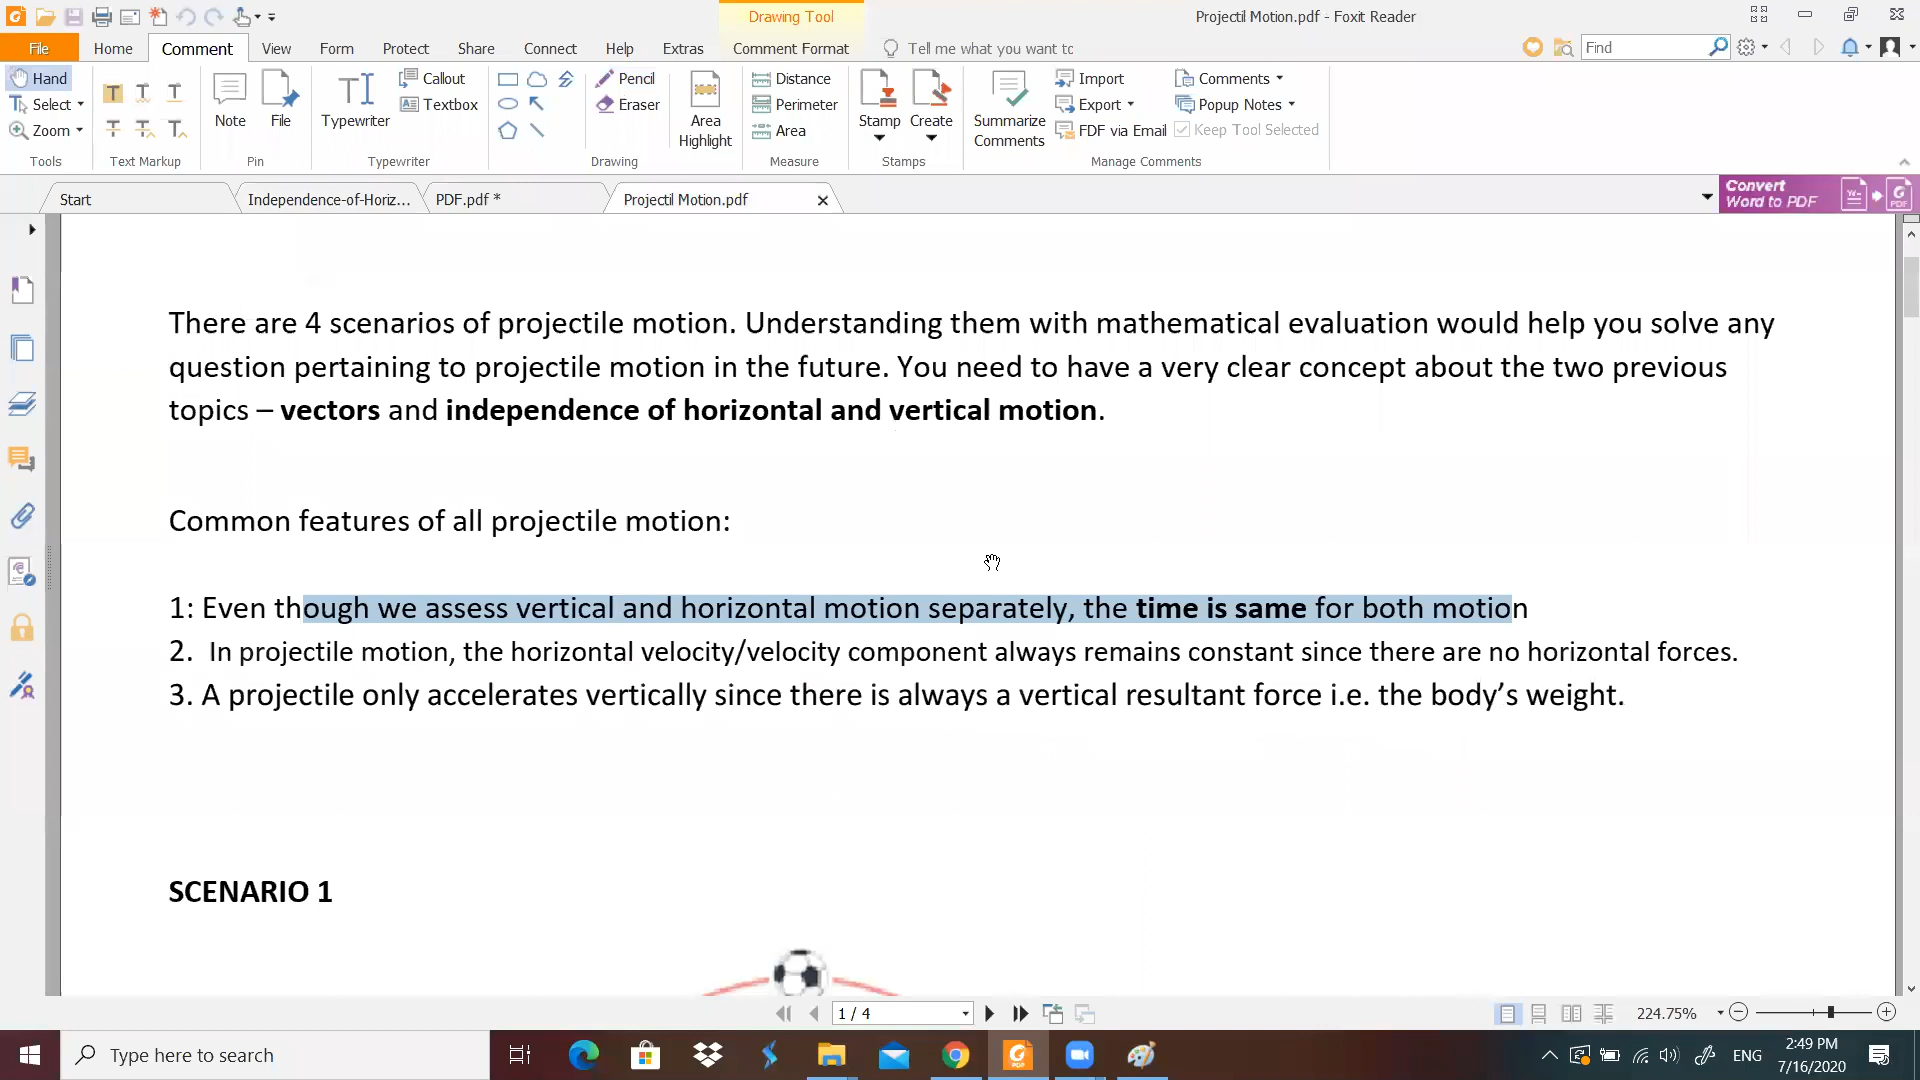 Drawing Tool
Projectil Motion.pdf - Foxit Reader
File Home Comment View Form Protect Share Connect Help Extras Comment Format Tell me what you want to Find
Hand
Select
Zoom
Tools
Text Markup
Note
File
Pin
Typewriter
Callout
Textbox
Typewriter
Pencil
Eraser
Drawing
Area
Highlight
Distance
Perimeter
Area
Measure
Stamp
Create
Stamps
Summarize
Comments
Import
Export
FDF via Email
Comments
Popup Notes
Keep Tool Selected
Manage Comments
Start
Independence-of-Horiz...
PDF.pdf *
Projectil Motion.pdf
Convert
Word to PDF
There are 4 scenarios of projectile motion. Understanding them with mathematical evaluation would help you solve any
question pertaining to projectile motion in the future. You need to have a very clear concept about the two previous
topics – vectors and independence of horizontal and vertical motion.
Common features of all projectile motion:
1: Even though we assess vertical and horizontal motion separately, the time is same for both motion
2. In projectile motion, the horizontal velocity/velocity component always remains constant since there are no horizontal forces.
3. A projectile only accelerates vertically since there is always a vertical resultant force i.e. the body’s weight.
SCENARIO 1
1 / 4
224.75%
Type here to search
ENG
2:49 PM
7/16/2020